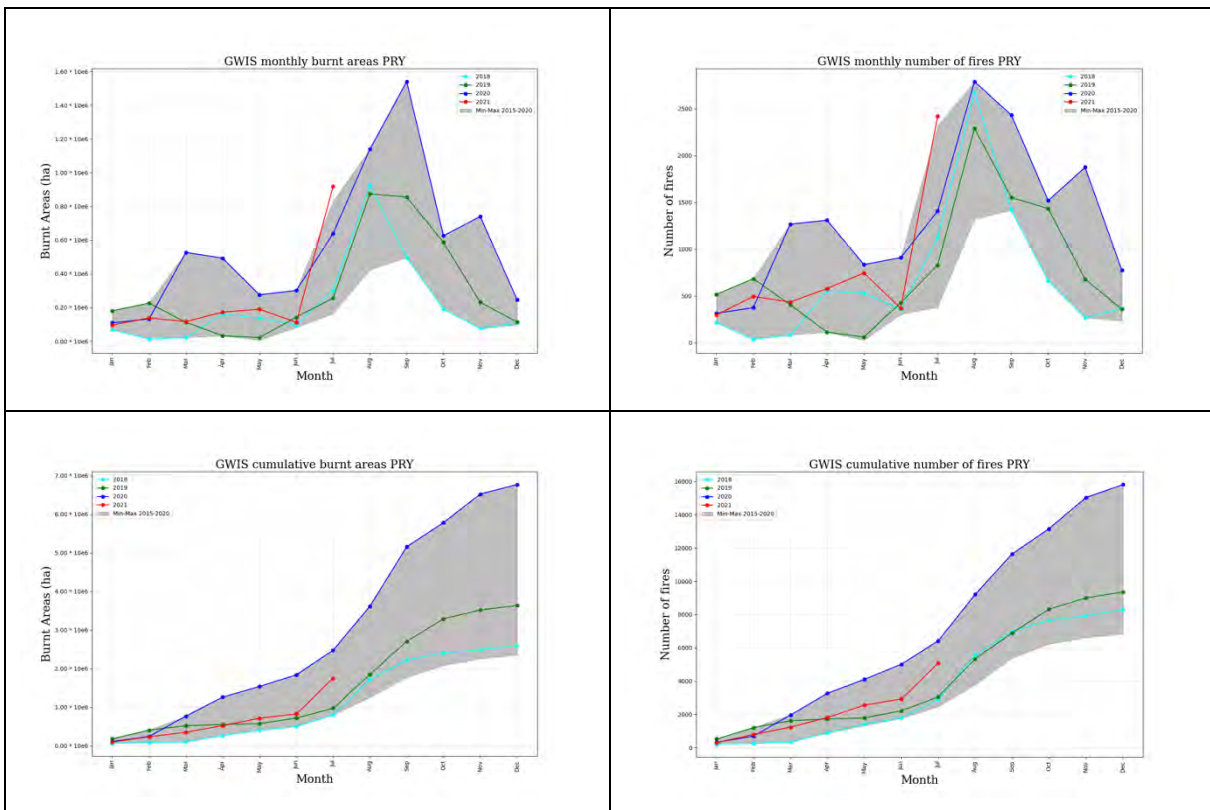 GWIS monthly burnt areas PRY
1.60 * 10e6
1.40 * 10e6
1.20 * 10e6
1.00 * 10e6
0.80 * 10e6
0.60 * 10e6
0.40 * 10e6
0.20 * 10e6
0.00 * 10e6
Burnt Areas (ha)
2018
2019
2020
2021
Min-Max 2015-2020
Jan
Feb
Mar
Apr
May
Jun
Jul
Aug
Sep
Oct
Nov
Dec
Month
GWIS monthly number of fires PRY
2500
2000
1500
1000
500
0
Number of fires
2018
2019
2020
2021
Min-Max 2015-2020
Jan
Feb
Mar
Apr
May
Jun
Jul
Aug
Sep
Oct
Nov
Dec
Month
GWIS cumulative burnt areas PRY
7.00 * 10e6
6.00 * 10e6
5.00 * 10e6
4.00 * 10e6
3.00 * 10e6
2.00 * 10e6
1.00 * 10e6
0.00 * 10e6
Burnt Areas (ha)
2018
2019
2020
2021
Min-Max 2015-2020
Jan
Feb
Mar
Apr
May
Jun
Jul
Aug
Sep
Oct
Nov
Dec
Month
GWIS cumulative number of fires PRY
16000
14000
12000
10000
8000
6000
4000
2000
0
Number of fires
2018
2019
2020
2021
Min-Max 2015-2020
Jan
Feb
Mar
Apr
May
Jun
Jul
Aug
Sep
Oct
Nov
Dec
Month